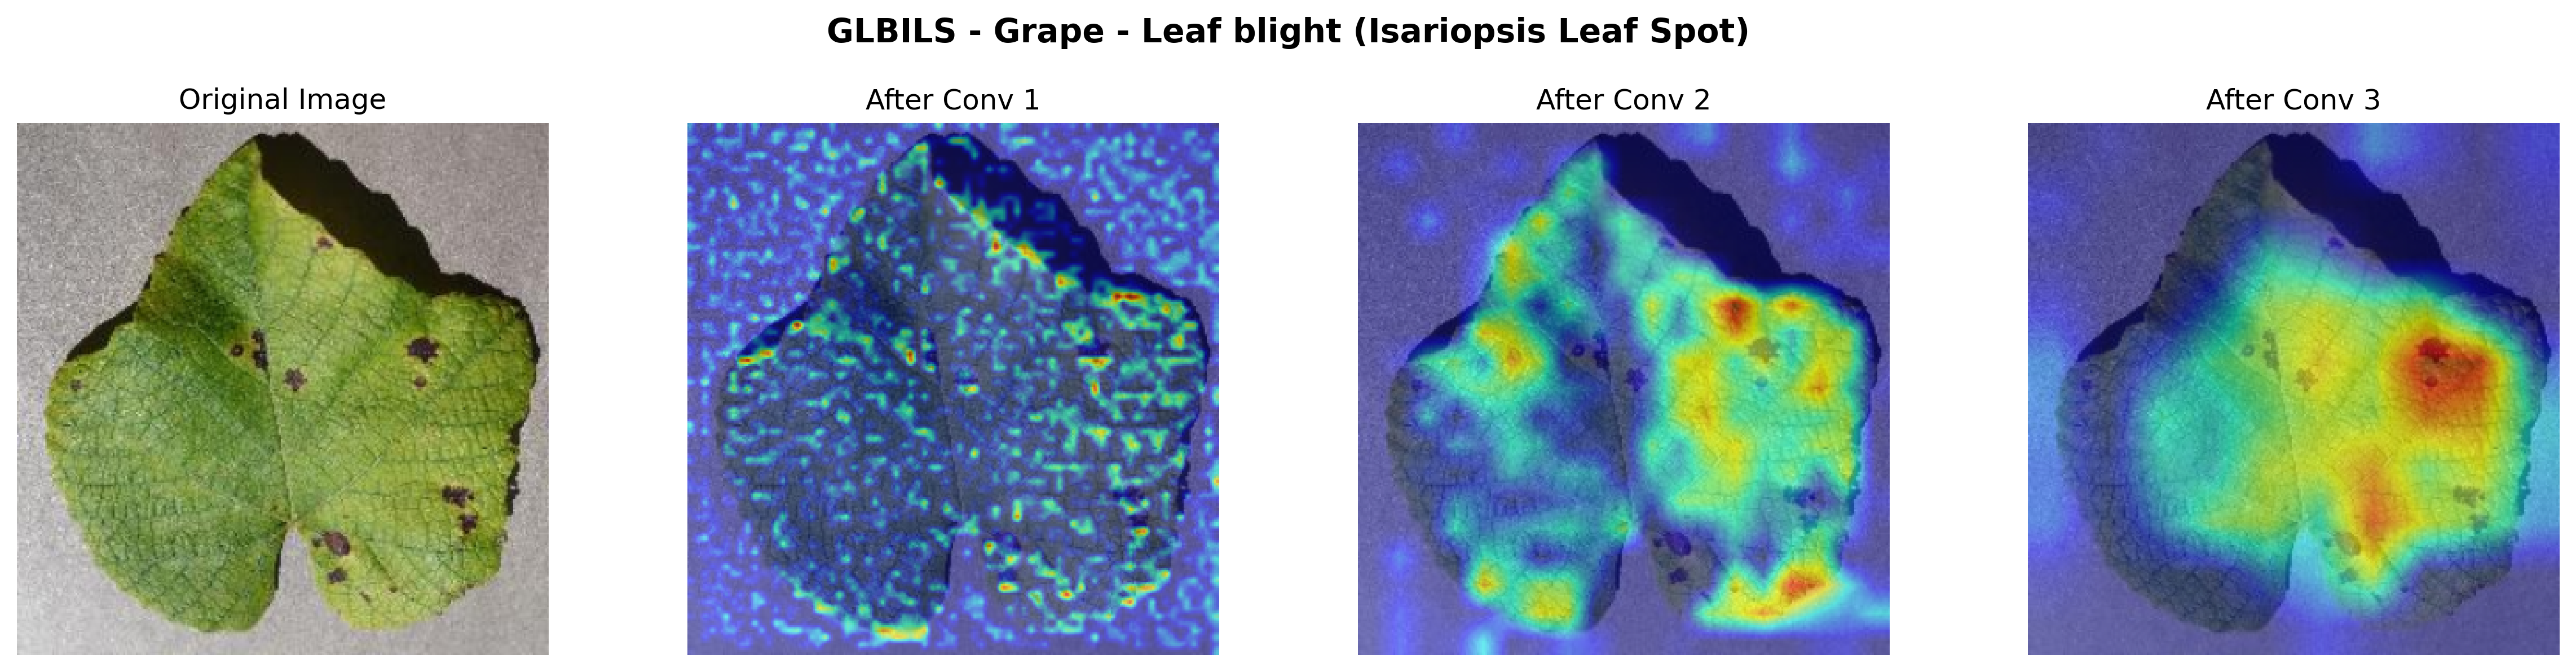 GLBILS - Grape - Leaf blight (Isariopsis Leaf Spot)
Original Image
After Conv 1
After Conv 2
After Conv 3